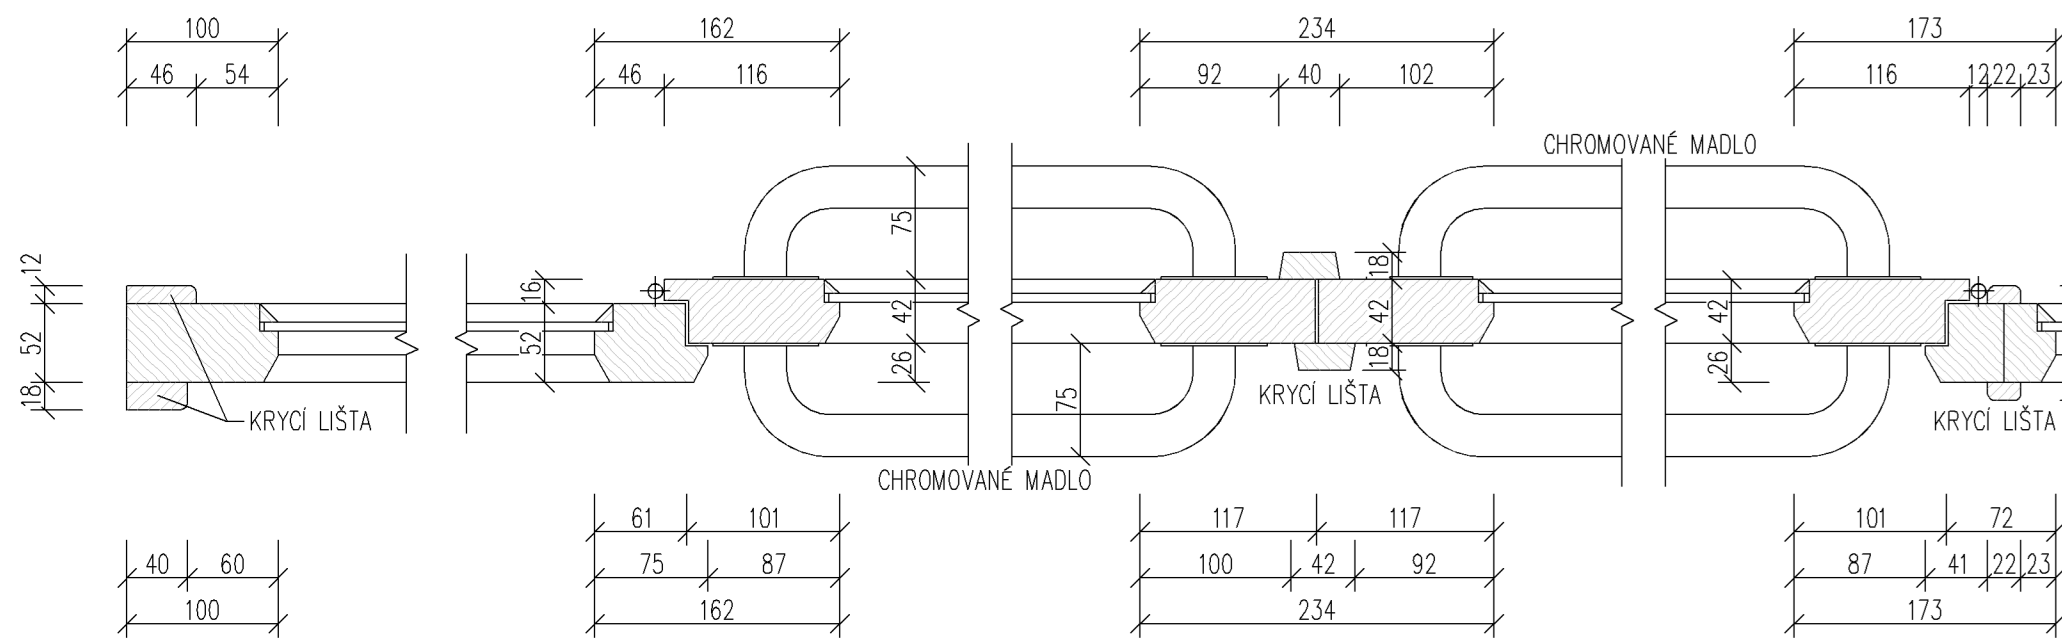 100 162 234 173
46 54 46 116 92 40 102 116 12 22 23
CHROMOVANÉ MADLO
75
12 16 18
52 52 42 42 42
18 26 75 18 26
KRYCÍ LIŠTA
KRYCÍ LIŠTA KRYCÍ LIŠTA
CHROMOVANÉ MADLO
61 101 117 117 101 72
40 60 75 87 100 42 92 87 41 22 23
100 162 234 173